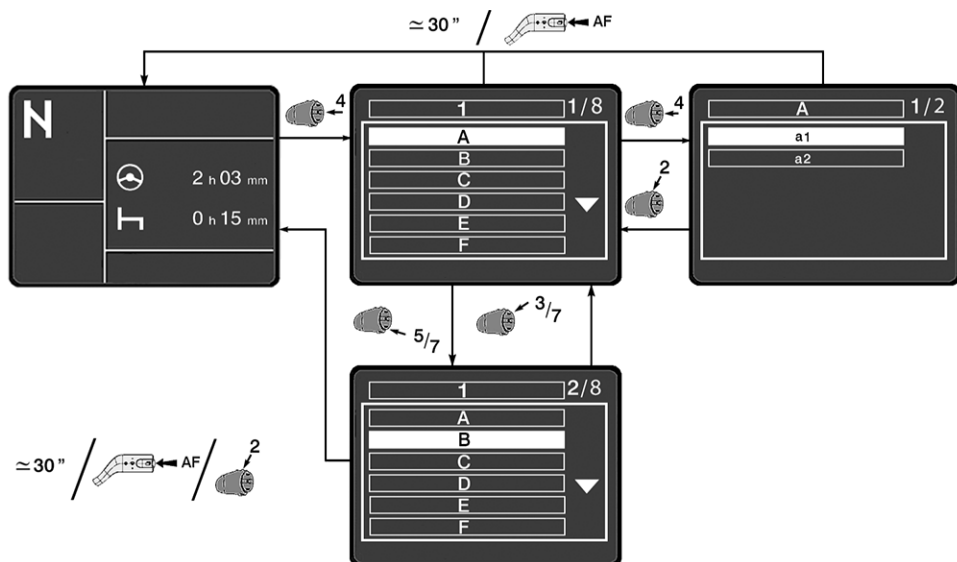 ≃ 30 " / AF
N
2 h 03 mm
0 h 15 mm
4
1 1/8
A
B
C
D
E
F
4
2
A 1/2
a1
a2
5/7
3/7
1 2/8
A
B
C
D
E
F
≃ 30 " / AF / 2